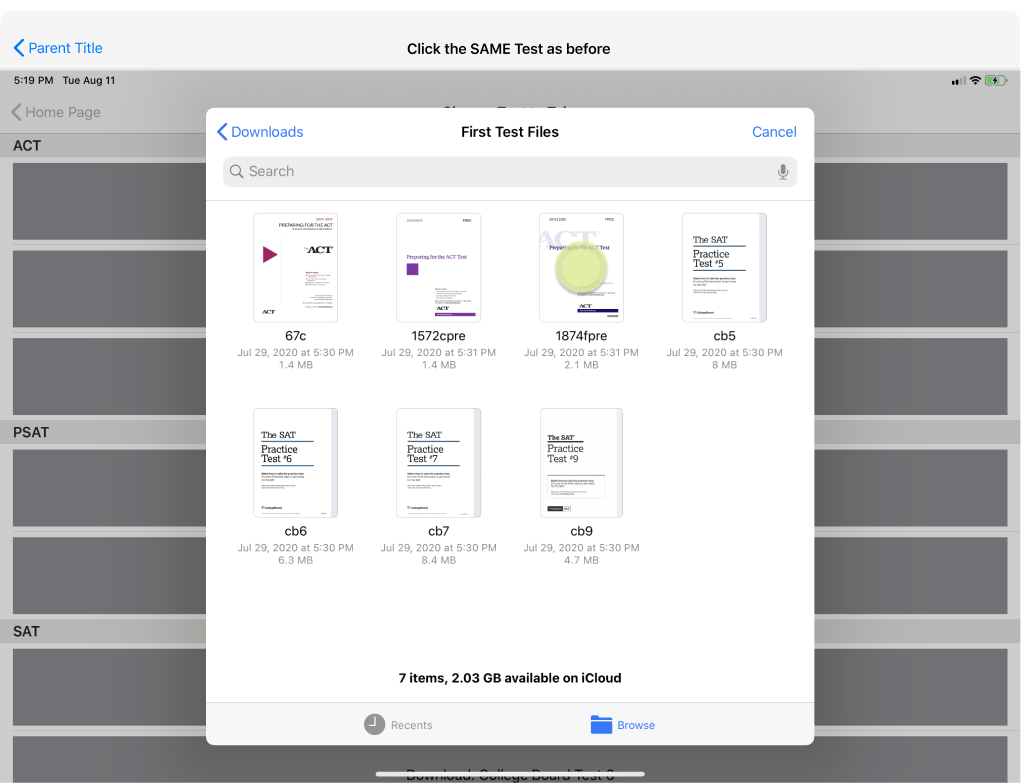 Parent Title
Click the SAME Test as before
5:19 PM Tue Aug 11
Home Page
ACT
PSAT
SAT
Downloads
First Test Files
Cancel
Search
PREPARING FOR THE ACT
ACT
ACT
67c
Jul 29, 2020 at 5:30 PM
1.4 MB
FREE
Preparing for the ACT Test
ACT
1572cpre
Jul 29, 2020 at 5:31 PM
1.4 MB
FREE
ACT
Preparing for the ACT Test
ACT
1874fpre
Jul 29, 2020 at 5:31 PM
2.1 MB
The SAT
Practice
Test #5
CollegeBoard
cb5
Jul 29, 2020 at 5:30 PM
8 MB
The SAT
Practice
Test #6
CollegeBoard
cb6
Jul 29, 2020 at 5:30 PM
6.3 MB
The SAT
Practice
Test #7
CollegeBoard
cb7
Jul 29, 2020 at 5:30 PM
8.4 MB
The SAT
Practice
Test #9
cb9
Jul 29, 2020 at 5:30 PM
4.7 MB
7 items, 2.03 GB available on iCloud
Recents
Browse
Download: College Board Test